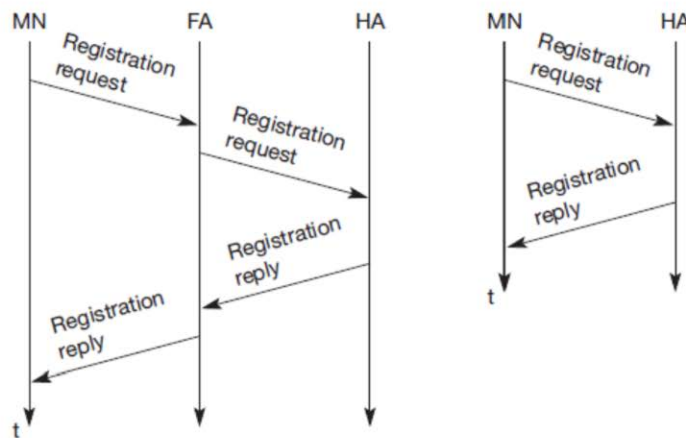 MN FA HA
Registration
request
Registration
request
Registration
reply
Registration
reply
t
MN HA
Registration
request
Registration
reply
t